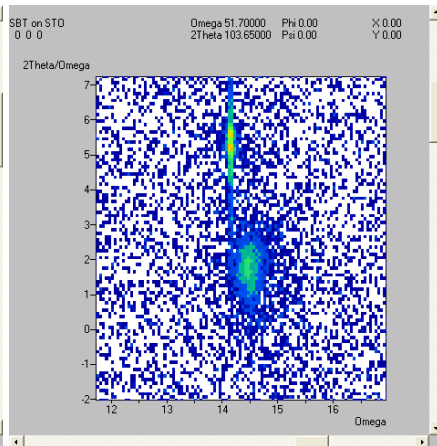 SBT on STO Omega 51.70000 Phi 0.00 X 0.00
0 0 0 2Theta 103.65000 Psi 0.00 Y 0.00
2Theta/Omega
7
6
5
4
3
2
1
0
-1
-2
12 13 14 15 16
Omega